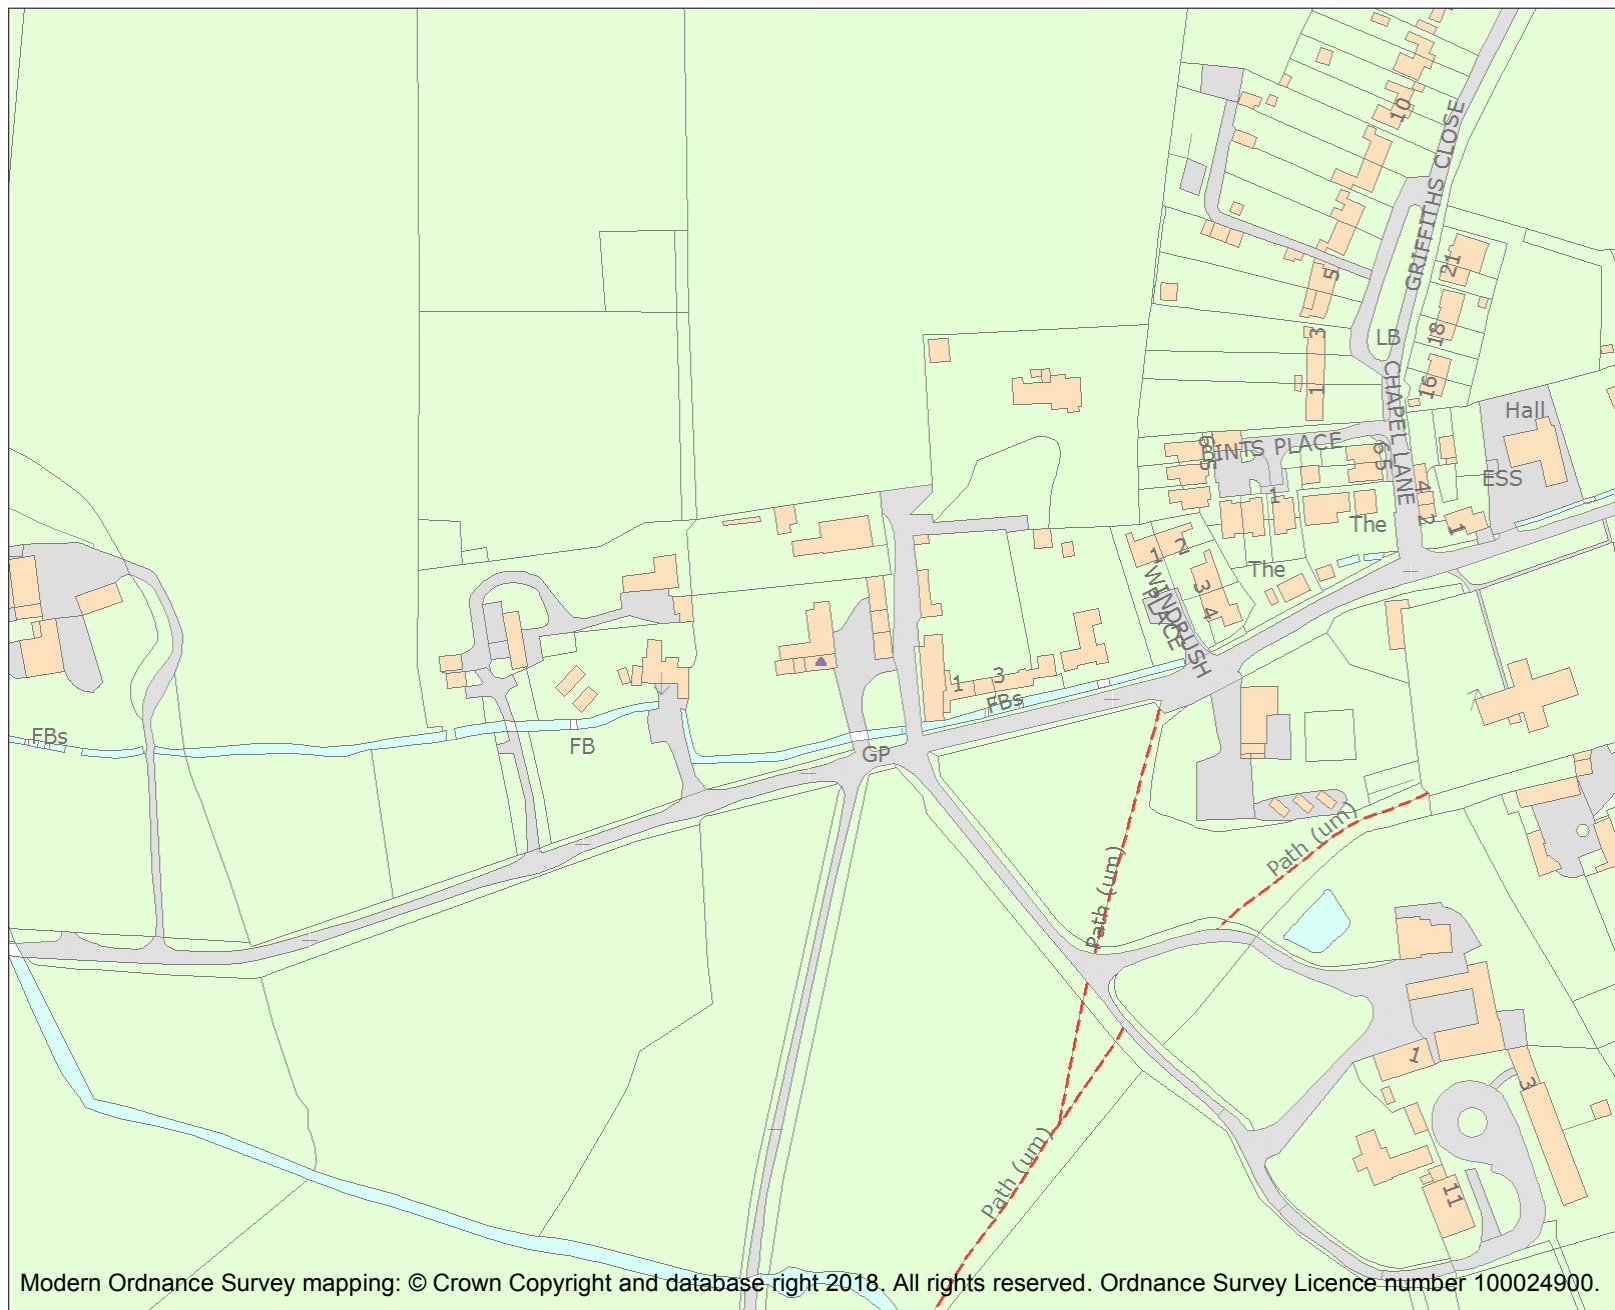 10
GRIFFITHS CLOSE
21
5
18
3
LB
16
1
CHAPEL LANE
Hall
BINTS PLACE
65
ESS
4
1
2
1
The
The
2
1
WINDRUSH
PLACE
3
4
1
3
FBs
FBs
FB
GP
Path (um)
Path (um)
1
3
Path (um)
11
Modern Ordnance Survey mapping: © Crown Copyright and database right 2018. All rights reserved. Ordnance Survey Licence number 100024900.